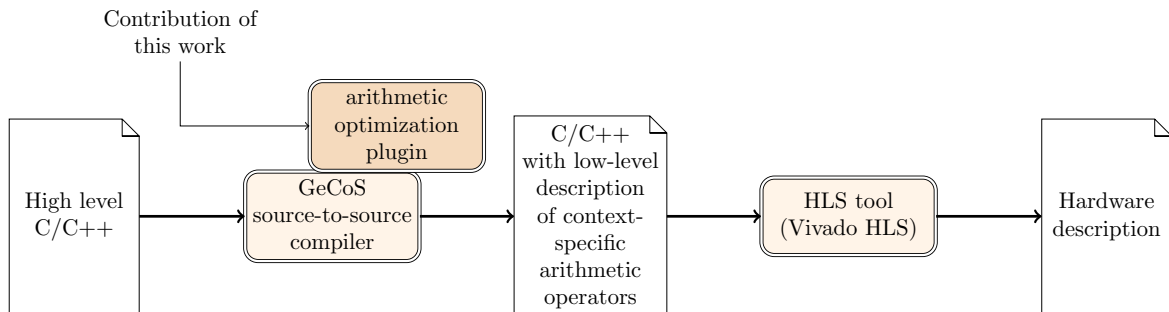 Contribution of
this work
arithmetic
optimization
plugin
High level
C/C++
GeCoS
source-to-source
compiler
C/C++
with low-level
description
of context-
specific
arithmetic
operators
HLS tool
(Vivado HLS)
Hardware
description